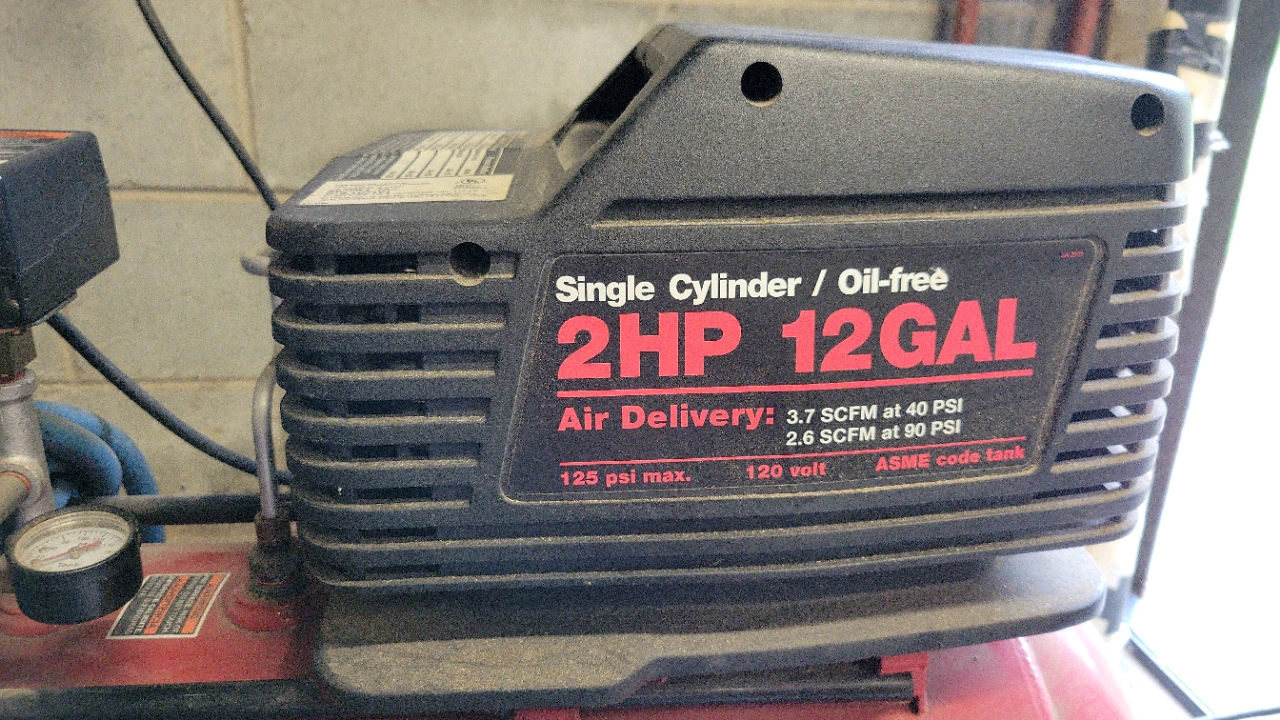 Single Cylinder / Oil-free
2HP 12GAL
Air Delivery: 3.7 SCFM at 40 PSI
2.6 SCFM at 90 PSI
125 psi max. 120 volt ASME code tank